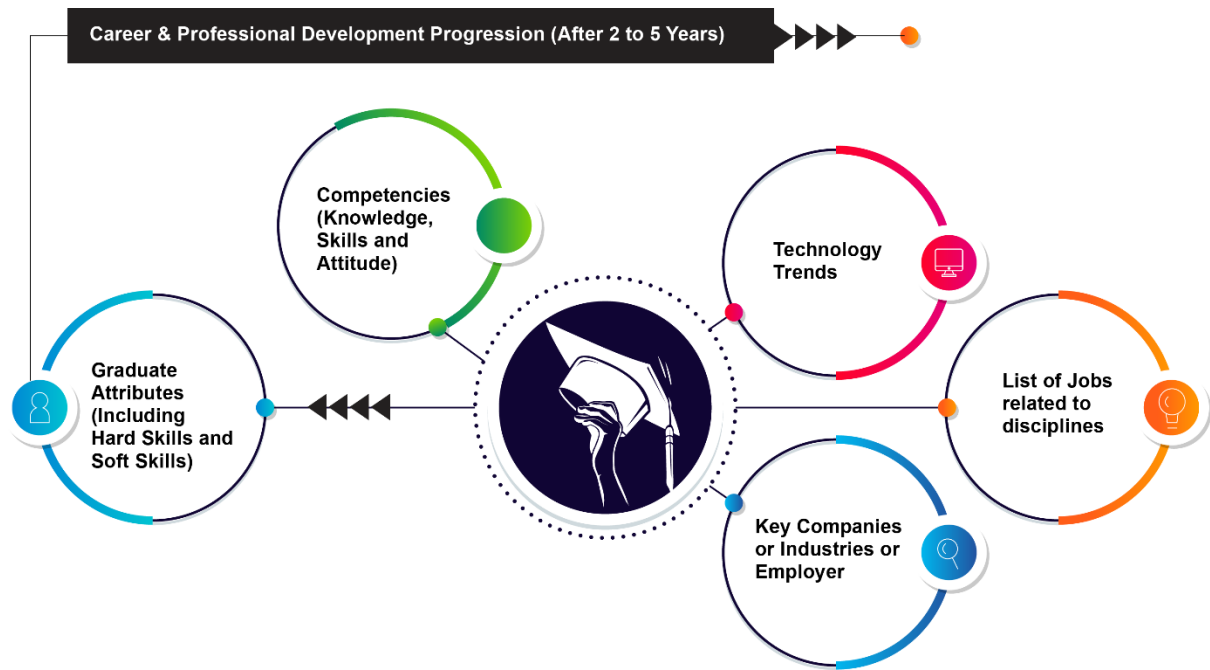 Career & Professional Development Progression (After 2 to 5 Years)
Competencies
(Knowledge,
Skills and
Attitude)
Technology
Trends
Graduate
Attributes
(Including
Hard Skills and
Soft Skills)
List of Jobs
related to
disciplines
Key Companies
or Industries or
Employer